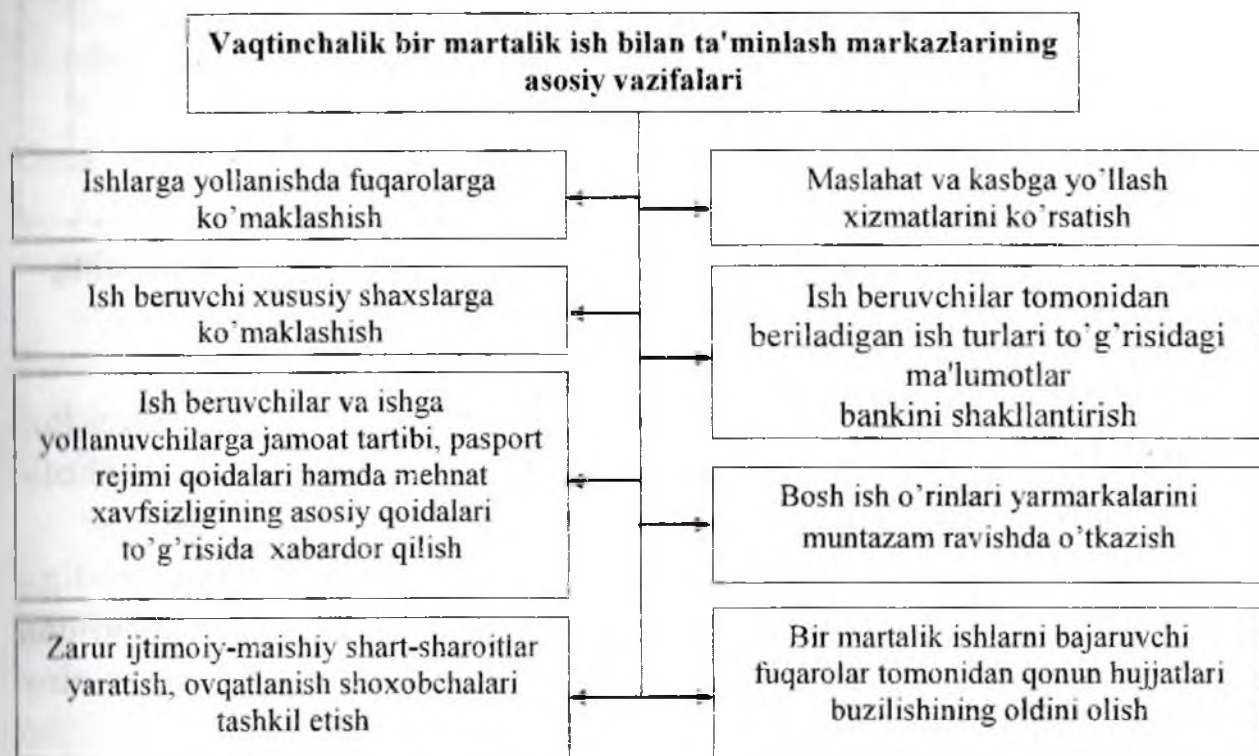 Vaqtinchalik bir martalik ish bilan ta'minlash markazlarining
asosiy vazifalari
Ishlarga yollanishda fuqarolarga
ko’maklashish
Maslahat va kasbga yo’llash
xizmatlarini ko’rsatish
Ish beruvchi xususiy shaxslarga
ko’maklashish
Ish beruvchilar tomonidan
beriladigan ish turlari to’g’risidagi
ma'lumotlar
bankini shakllantirish
Ish beruvchilar va ishga
yollanuvchilarga jamoat tartibi, pasport
rejimi qoidalari hamda mehnat
xavfsizligining asosiy qoidalari
to’g’risida xabardor qilish
Bosh ish o’rinlari yarmarkalarini
muntazam ravishda o’tkazish
Zarur ijtimoiy-maishiy shart-sharoitlar
yaratish, ovqatlanish shoxobchalari
tashkil etish
Bir martalik ishlarni bajaruvchi
fuqarolar tomonidan qonun hujjatlari
buzilishining oldini olish